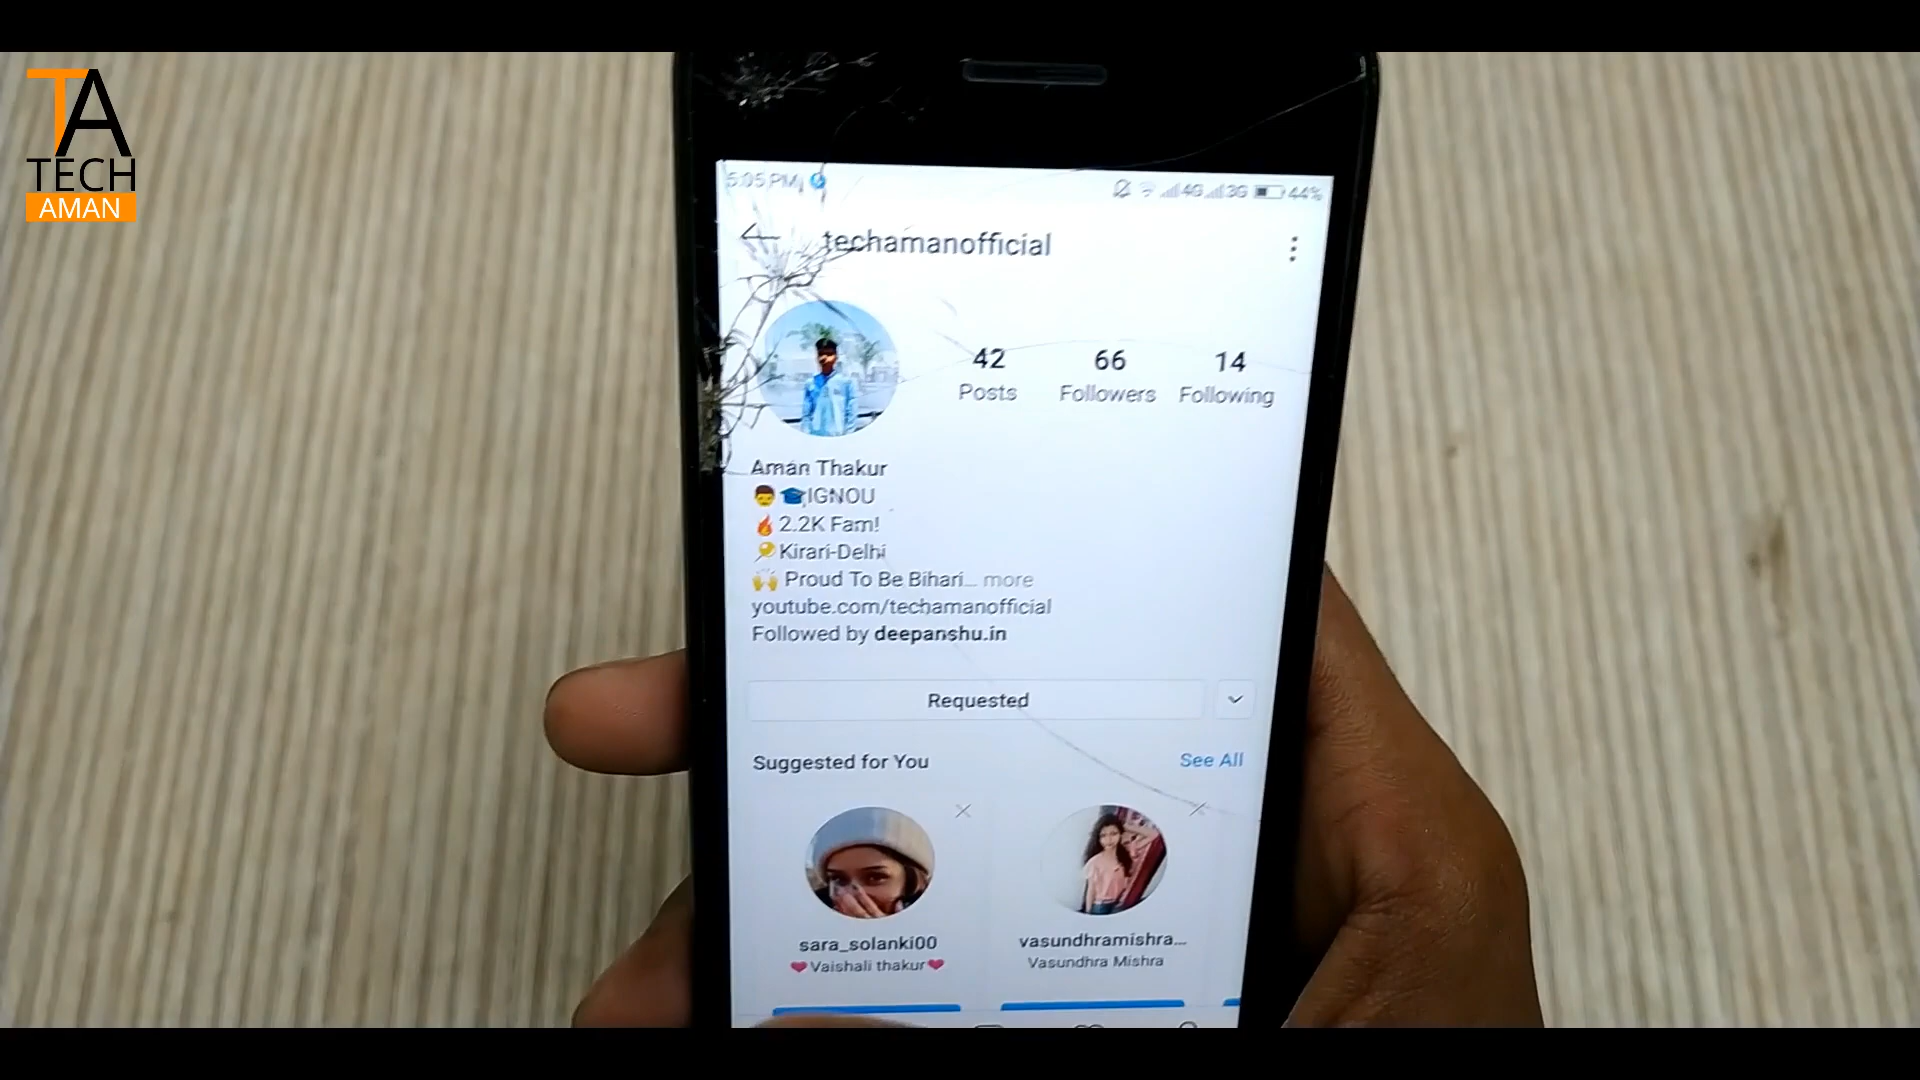 TA
TECH
AMAN
5:05 PM
4G 3G 44%
techamanofficial
42 66 14
Posts Followers Following
Aman Thakur
👨🎓IGNOU
🔥2.2K Fam!
📍Kirari-Delhi
🙌 Proud To Be Bihari... more
youtube.com/techamanofficial
Followed by deepanshu.in
Requested
Suggested for You See All
sara_solanki00 vasundhramishra...
❤Vaishali thakur❤ Vasundhra Mishra